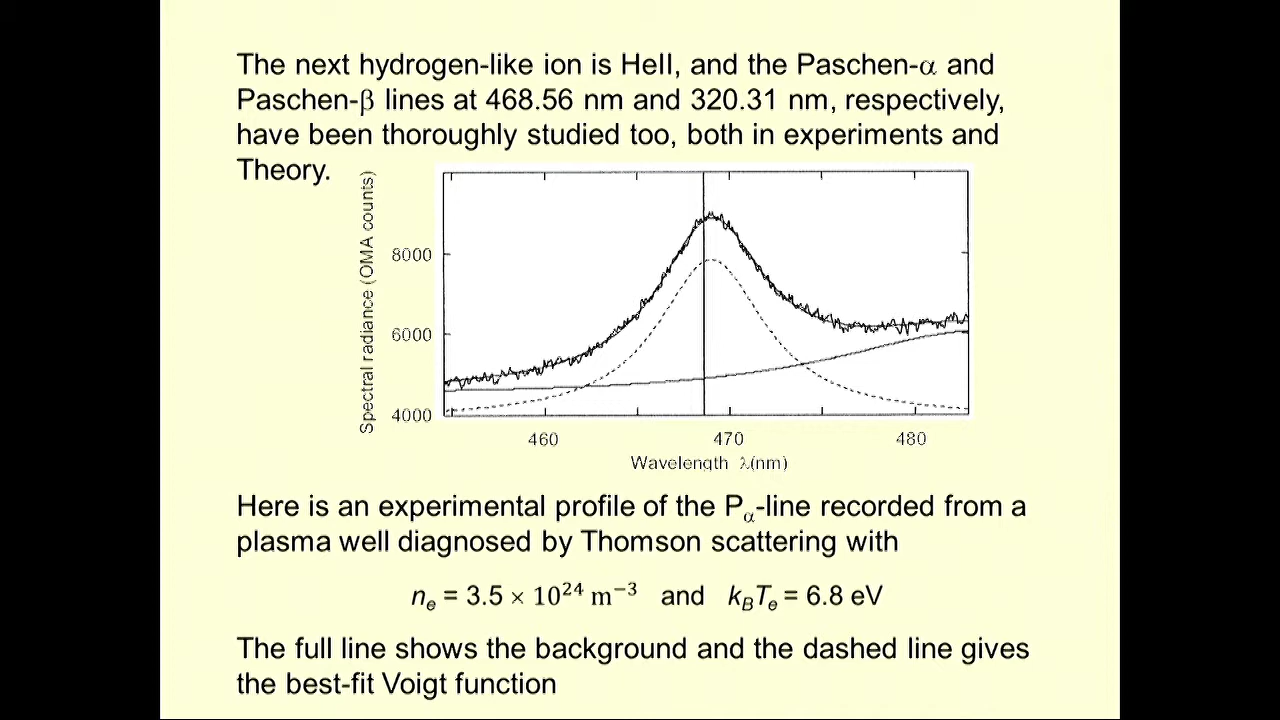 The next hydrogen-like ion is HeII, and the Paschen-α and
Paschen-β lines at 468.56 nm and 320.31 nm, respectively,
have been thoroughly studied too, both in experiments and
Theory.
Spectral radiance (OMA counts)
8000
6000
4000
460 470 480
Wavelength λ(nm)
Here is an experimental profile of the Pα-line recorded from a
plasma well diagnosed by Thomson scattering with
nₑ = 3.5 × 10²⁴ m⁻³ and k_BTₑ = 6.8 eV
The full line shows the background and the dashed line gives
the best-fit Voigt function